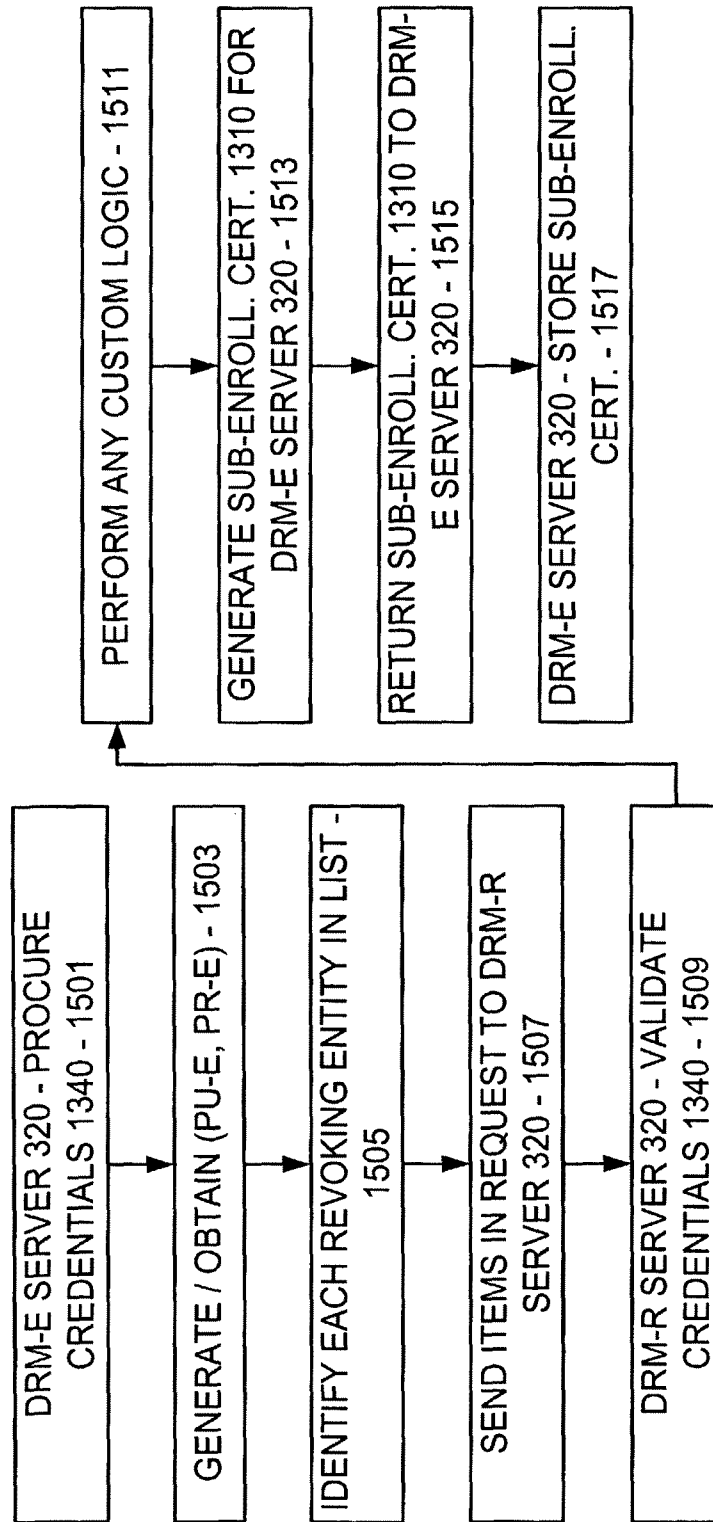 DRM-E SERVER 320 - PROCURE
CREDENTIALS 1340 - 1501
GENERATE / OBTAIN (PU-E, PR-E) - 1503
IDENTIFY EACH REVOKING ENTITY IN LIST -
1505
SEND ITEMS IN REQUEST TO DRM-R
SERVER 320 - 1507
DRM-R SERVER 320 - VALIDATE
CREDENTIALS 1340 - 1509
PERFORM ANY CUSTOM LOGIC - 1511
GENERATE SUB-ENROLL. CERT. 1310 FOR
DRM-E SERVER 320 - 1513
RETURN SUB-ENROLL. CERT. 1310 TO DRM-
E SERVER 320 - 1515
DRM-E SERVER 320 - STORE SUB-ENROLL.
CERT. - 1517